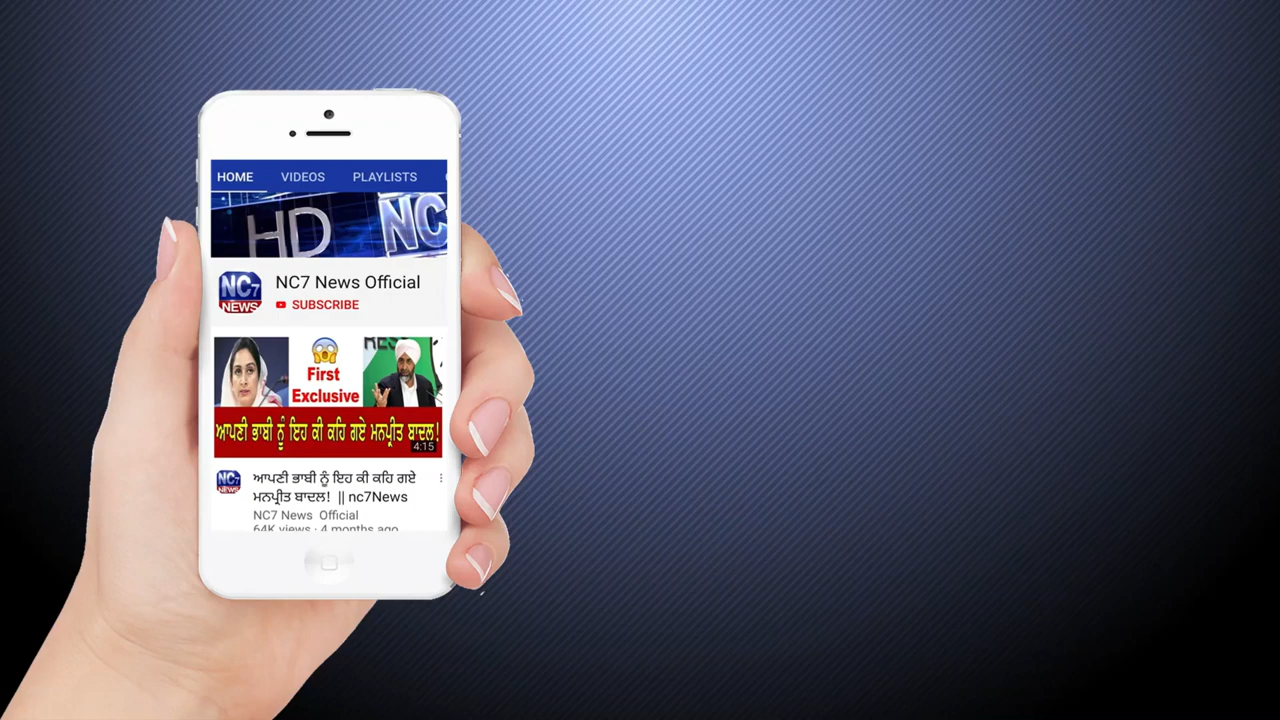 HOME VIDEOS PLAYLISTS
HD NC
NC7 NEWS
NC7 News Official
SUBSCRIBE
First
Exclusive
ਆਪਣੀ ਭਾਬੀ ਨੂੰ ਇਹ ਕੀ ਕਹਿ ਗਏ ਮਨਪ੍ਰੀਤ ਬਾਦਲ!
4:15
NC7 NEWS
ਆਪਣੀ ਭਾਬੀ ਨੂੰ ਇਹ ਕੀ ਕਹਿ ਗਏ
ਮਨਪ੍ਰੀਤ ਬਾਦਲ! || nc7News
NC7 News Official
64K views · 4 months ago